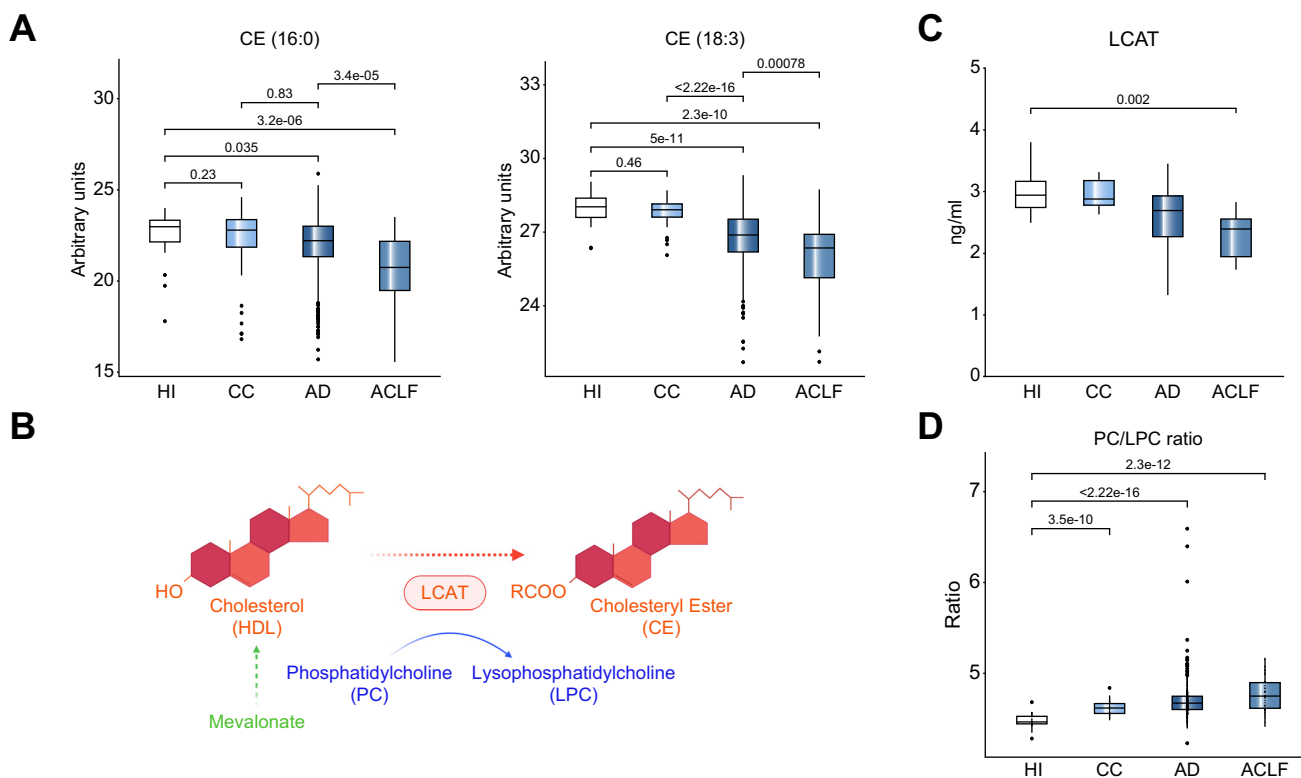 A
CE (16:0)
Arbitrary units
30
25
20
15
3.4e-05
0.83
3.2e-06
0.035
0.23
HI CC AD ACLF
CE (18:3)
Arbitrary units
33
30
27
24
0.00078
<2.22e-16
2.3e-10
5e-11
0.46
HI CC AD ACLF
C
LCAT
ng/ml
5
4
3
2
1
0
0.002
HI CC AD ACLF
B
HO
Cholesterol
(HDL)
LCAT
RCOO
Cholesteryl Ester
(CE)
Phosphatidylcholine
(PC)
Lysophosphatidylcholine
(LPC)
Mevalonate
D
PC/LPC ratio
Ratio
7
6
5
2.3e-12
<2.22e-16
3.5e-10
HI CC AD ACLF